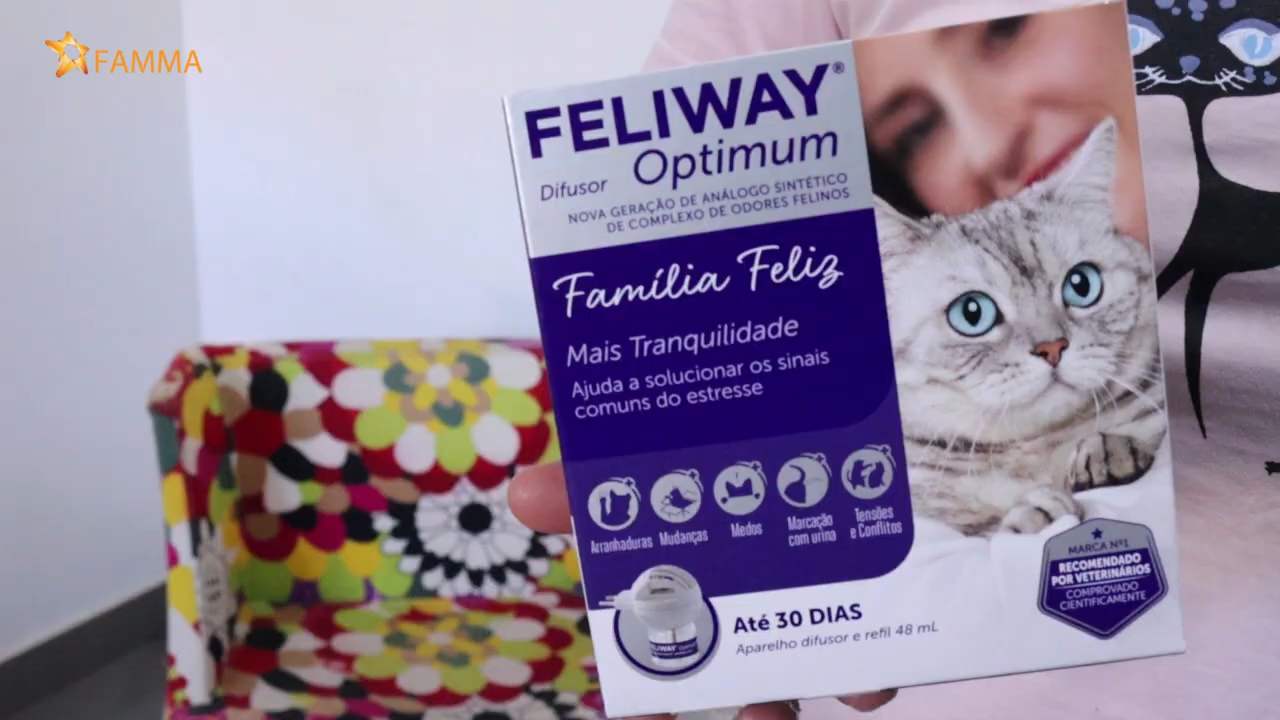 FAMMA
FELIWAY®
Difusor Optimum
NOVA GERAÇÃO DE ANÁLOGO SINTÉTICO
DE COMPLEXO DE ODORES FELINOS
Família Feliz
Mais Tranquilidade
Ajuda a solucionar os sinais
comuns do estresse
Arranhaduras
Mudanças
Medos
Marcação
com urina
Tensões
e Conflitos
FELIWAY Optimum
Até 30 DIAS
Aparelho difusor e refil 48 mL
MARCA Nº1
RECOMENDADO
POR VETERINÁRIOS
COMPROVADO
CIENTIFICAMENTE